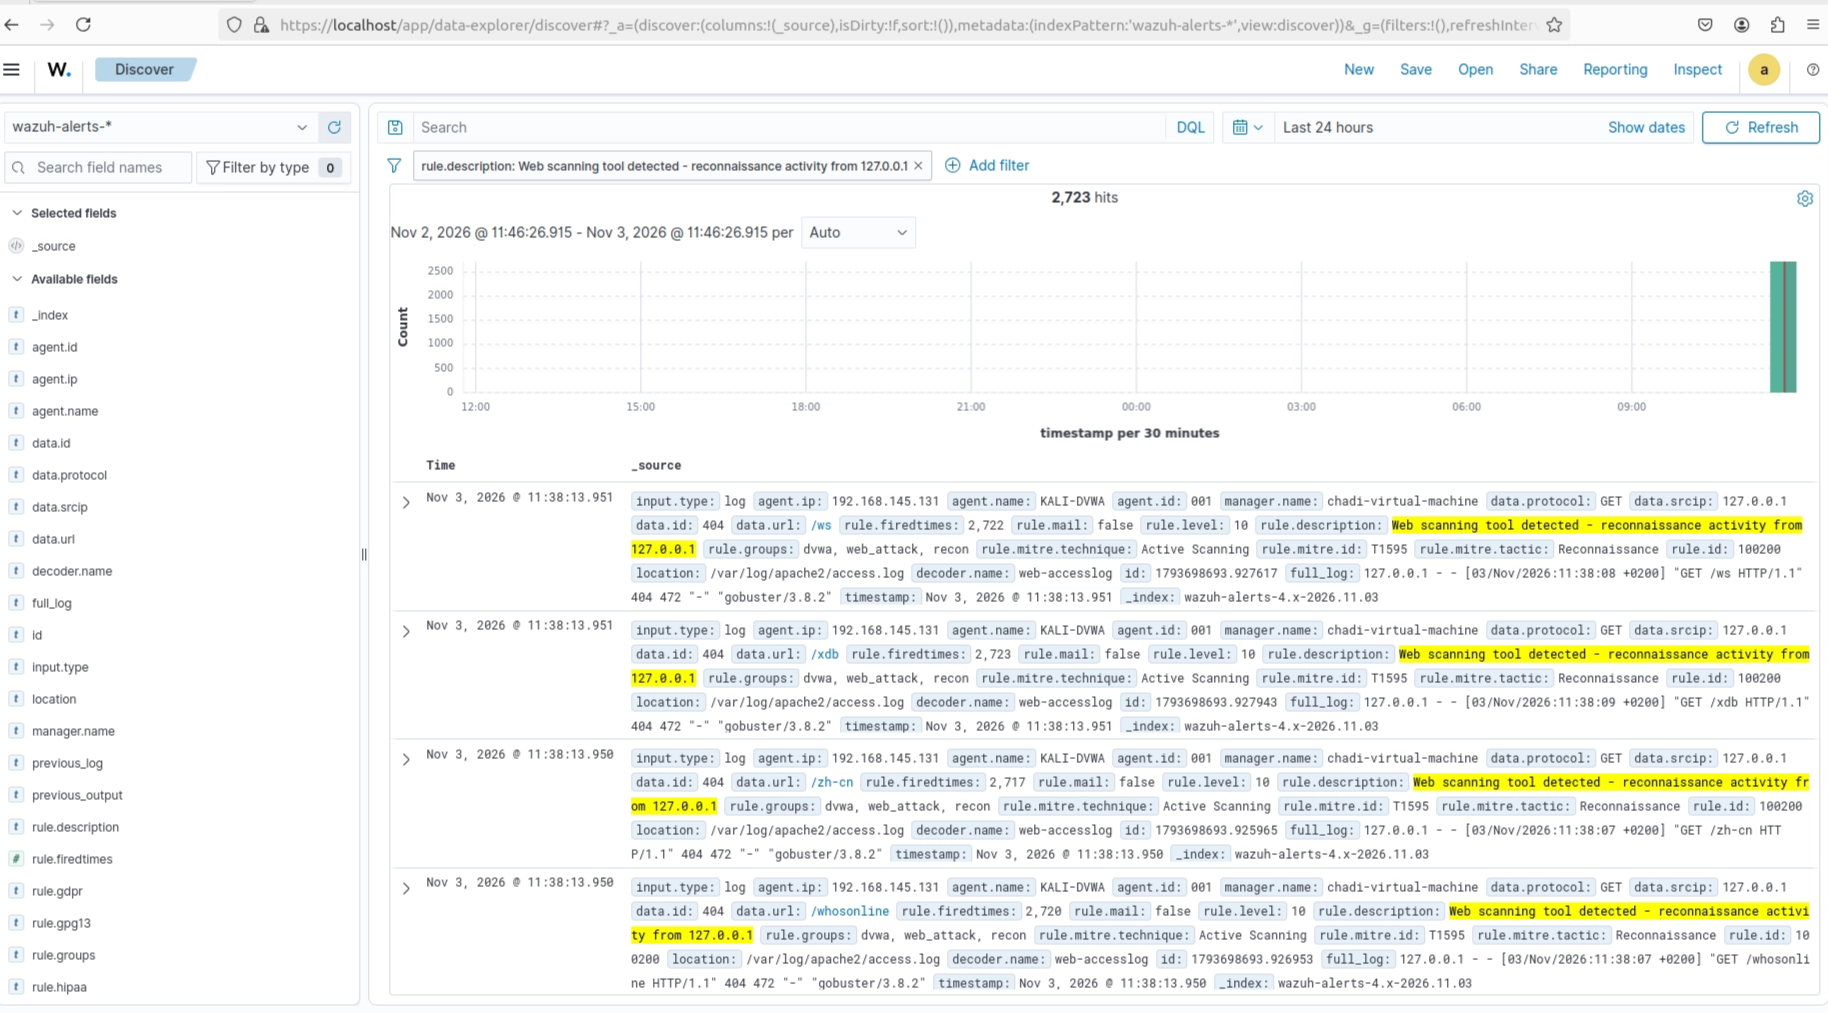 https://localhost/app/data-explorer/discover#?_a=(discover:(columns:!(_source),isDirty:!f,sort:!()),metadata:(indexPattern:'wazuh-alerts-*',view:discover))&_g=(filters:!(),refreshInter
W. Discover New Save Open Share Reporting Inspect a
wazuh-alerts-*
Search DQL Last 24 hours Show dates Refresh
Search field names Filter by type 0
rule.description: Web scanning tool detected - reconnaissance activity from 127.0.0.1 × Add filter
Selected fields
_source
Available fields
_index
agent.id
agent.ip
agent.name
data.id
data.protocol
data.srcip
data.url
decoder.name
full_log
id
input.type
location
manager.name
previous_log
previous_output
rule.description
rule.firedtimes
rule.gdpr
rule.gpg13
rule.groups
rule.hipaa
2,723 hits
Nov 2, 2026 @ 11:46:26.915 - Nov 3, 2026 @ 11:46:26.915 per Auto
Count
2500
2000
1500
1000
500
0
12:00 15:00 18:00 21:00 00:00 03:00 06:00 09:00
timestamp per 30 minutes
Time _source
Nov 3, 2026 @ 11:38:13.951 input.type: log agent.ip: 192.168.145.131 agent.name: KALI-DVWA agent.id: 001 manager.name: chadi-virtual-machine data.protocol: GET data.srcip: 127.0.0.1
data.id: 404 data.url: /ws rule.firedtimes: 2,722 rule.mail: false rule.level: 10 rule.description: Web scanning tool detected - reconnaissance activity from
127.0.0.1 rule.groups: dvwa, web_attack, recon rule.mitre.technique: Active Scanning rule.mitre.id: T1595 rule.mitre.tactic: Reconnaissance rule.id: 100200
location: /var/log/apache2/access.log decoder.name: web-accesslog id: 1793698693.927617 full_log: 127.0.0.1 - - [03/Nov/2026:11:38:08 +0200] "GET /ws HTTP/1.1"
404 472 "-" "gobuster/3.8.2" timestamp: Nov 3, 2026 @ 11:38:13.951 _index: wazuh-alerts-4.x-2026.11.03
Nov 3, 2026 @ 11:38:13.951 input.type: log agent.ip: 192.168.145.131 agent.name: KALI-DVWA agent.id: 001 manager.name: chadi-virtual-machine data.protocol: GET data.srcip: 127.0.0.1
data.id: 404 data.url: /xdb rule.firedtimes: 2,723 rule.mail: false rule.level: 10 rule.description: Web scanning tool detected - reconnaissance activity from
127.0.0.1 rule.groups: dvwa, web_attack, recon rule.mitre.technique: Active Scanning rule.mitre.id: T1595 rule.mitre.tactic: Reconnaissance rule.id: 100200
location: /var/log/apache2/access.log decoder.name: web-accesslog id: 1793698693.927943 full_log: 127.0.0.1 - - [03/Nov/2026:11:38:09 +0200] "GET /xdb HTTP/1.1"
404 472 "-" "gobuster/3.8.2" timestamp: Nov 3, 2026 @ 11:38:13.951 _index: wazuh-alerts-4.x-2026.11.03
Nov 3, 2026 @ 11:38:13.950 input.type: log agent.ip: 192.168.145.131 agent.name: KALI-DVWA agent.id: 001 manager.name: chadi-virtual-machine data.protocol: GET data.srcip: 127.0.0.1
data.id: 404 data.url: /zh-cn rule.firedtimes: 2,717 rule.mail: false rule.level: 10 rule.description: Web scanning tool detected - reconnaissance activity fr
om 127.0.0.1 rule.groups: dvwa, web_attack, recon rule.mitre.technique: Active Scanning rule.mitre.id: T1595 rule.mitre.tactic: Reconnaissance rule.id: 100200
location: /var/log/apache2/access.log decoder.name: web-accesslog id: 1793698693.925965 full_log: 127.0.0.1 - - [03/Nov/2026:11:38:07 +0200] "GET /zh-cn HTT
P/1.1" 404 472 "-" "gobuster/3.8.2" timestamp: Nov 3, 2026 @ 11:38:13.950 _index: wazuh-alerts-4.x-2026.11.03
Nov 3, 2026 @ 11:38:13.950 input.type: log agent.ip: 192.168.145.131 agent.name: KALI-DVWA agent.id: 001 manager.name: chadi-virtual-machine data.protocol: GET data.srcip: 127.0.0.1
data.id: 404 data.url: /whosonline rule.firedtimes: 2,720 rule.mail: false rule.level: 10 rule.description: Web scanning tool detected - reconnaissance activi
ty from 127.0.0.1 rule.groups: dvwa, web_attack, recon rule.mitre.technique: Active Scanning rule.mitre.id: T1595 rule.mitre.tactic: Reconnaissance rule.id: 10
0200 location: /var/log/apache2/access.log decoder.name: web-accesslog id: 1793698693.926953 full_log: 127.0.0.1 - - [03/Nov/2026:11:38:07 +0200] "GET /whosonli
ne HTTP/1.1" 404 472 "-" "gobuster/3.8.2" timestamp: Nov 3, 2026 @ 11:38:13.950 _index: wazuh-alerts-4.x-2026.11.03